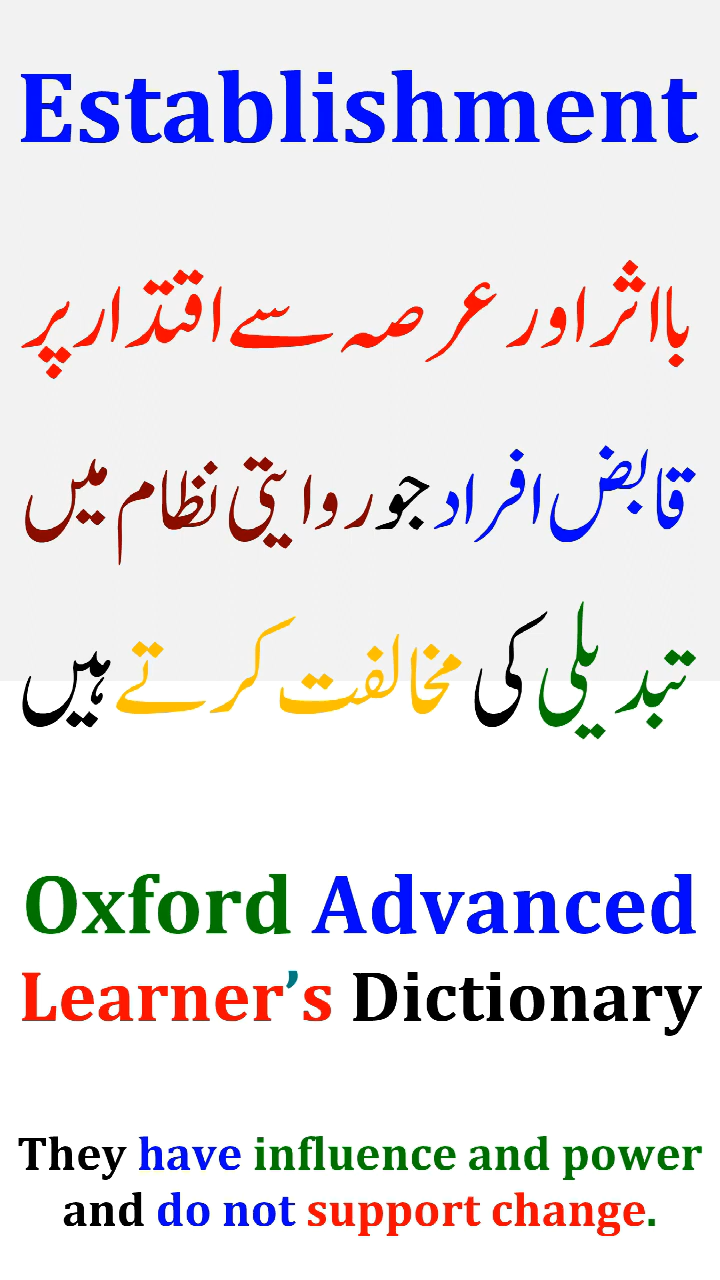 Establishment
بااثر اور عرصہ سے اقتدار پر
قابض افراد جو روایتی نظام میں
تبدیلی کی مخالفت کرتے ہیں
Oxford Advanced
Learner’s Dictionary
They have influence and power
and do not support change.